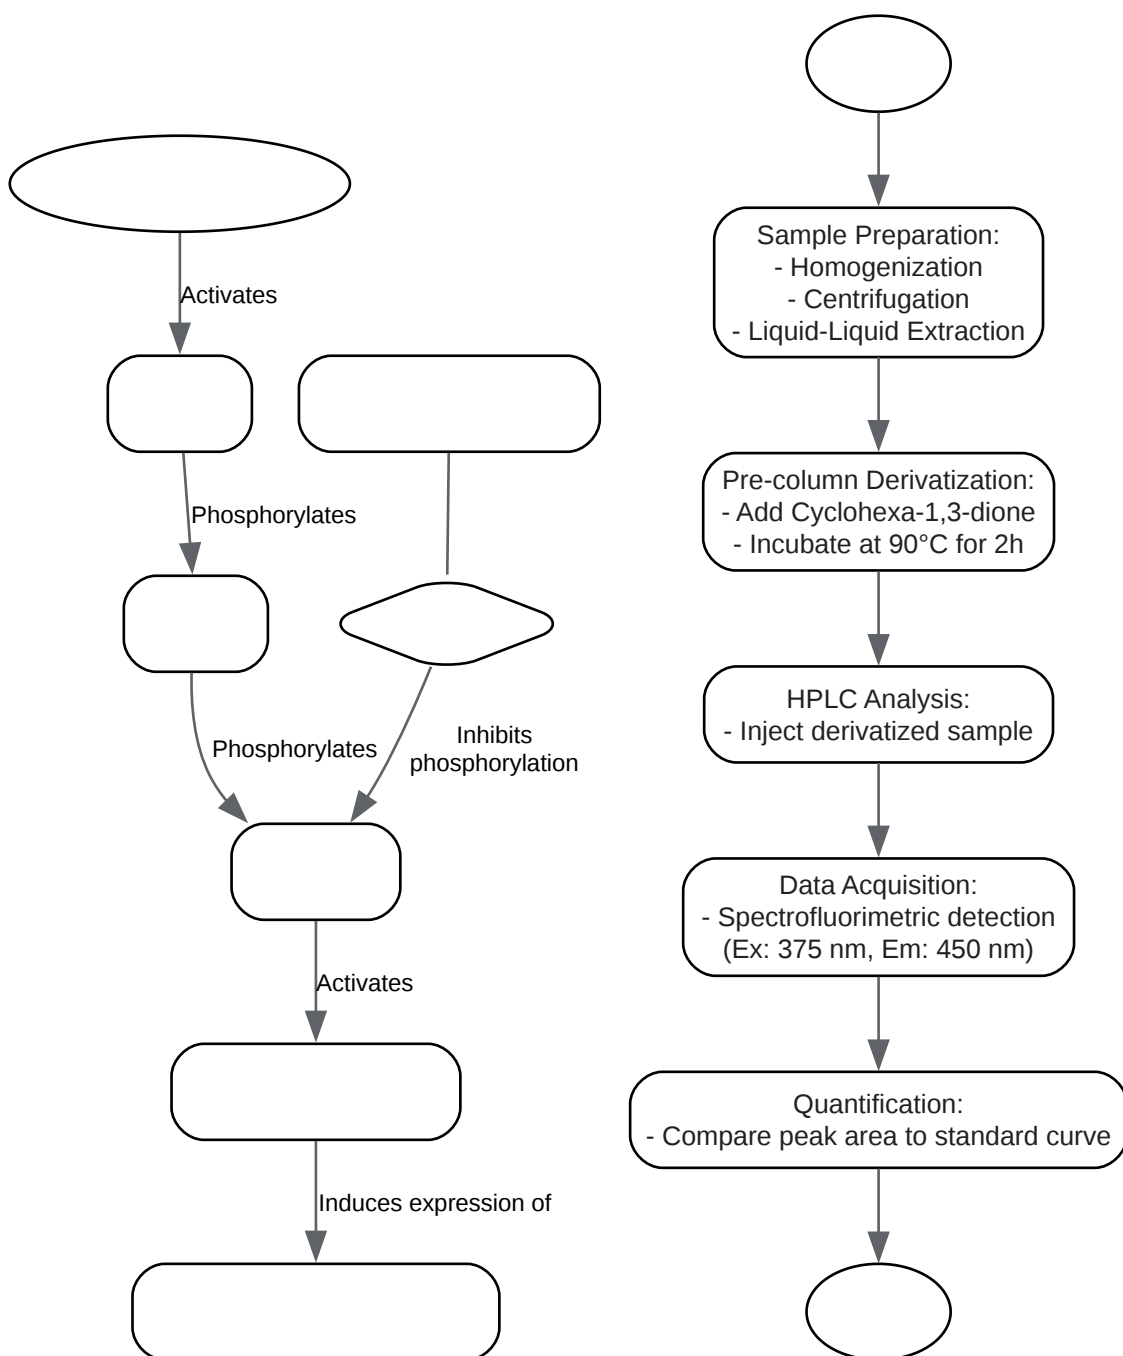 Activates
Phosphorylates
Phosphorylates
Inhibits
phosphorylation
Activates
Induces expression of
Sample Preparation:
- Homogenization
- Centrifugation
- Liquid-Liquid Extraction
Pre-column Derivatization:
- Add Cyclohexa-1,3-dione
- Incubate at 90°C for 2h
HPLC Analysis:
- Inject derivatized sample
Data Acquisition:
- Spectrofluorimetric detection
(Ex: 375 nm, Em: 450 nm)
Quantification:
- Compare peak area to standard curve